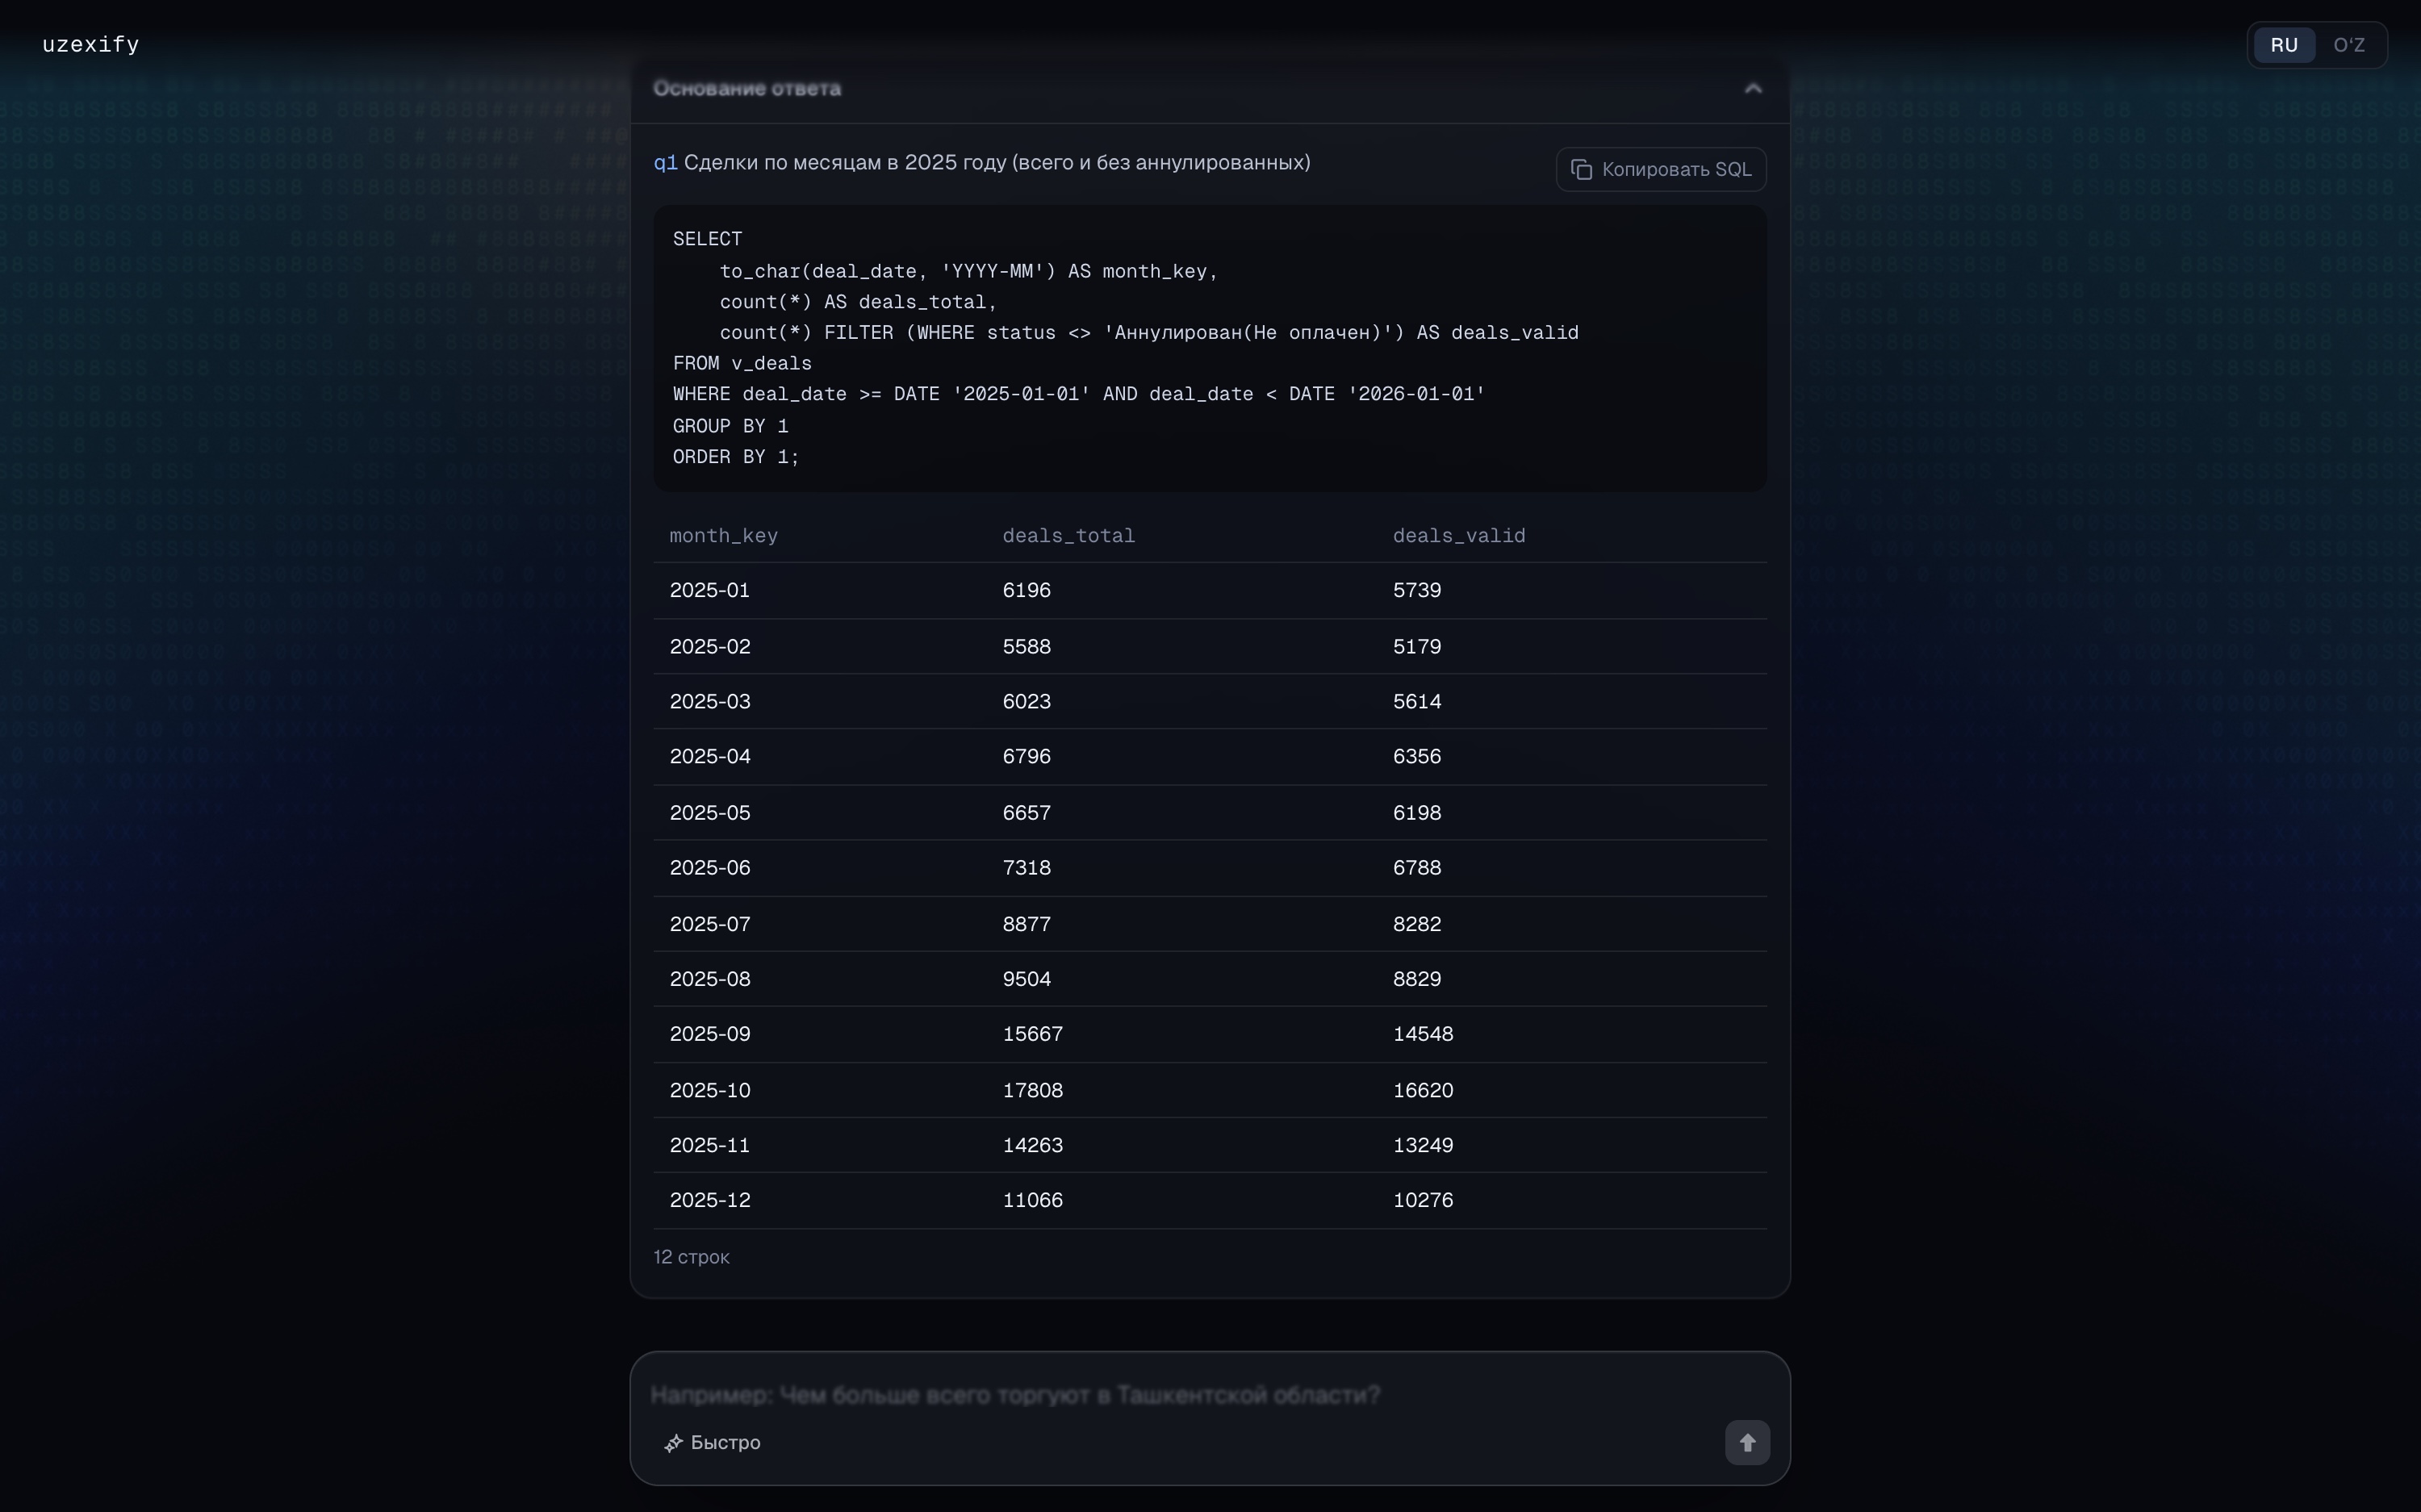 uzexify
RU O‘Z
Основание ответа
q1 Сделки по месяцам в 2025 году (всего и без аннулированных)
Копировать SQL
SELECT
    to_char(deal_date, 'YYYY-MM') AS month_key,
    count(*) AS deals_total,
    count(*) FILTER (WHERE status <> 'Аннулирован(Не оплачен)') AS deals_valid
FROM v_deals
WHERE deal_date >= DATE '2025-01-01' AND deal_date < DATE '2026-01-01'
GROUP BY 1
ORDER BY 1;
month_key deals_total deals_valid
2025-01 6196 5739
2025-02 5588 5179
2025-03 6023 5614
2025-04 6796 6356
2025-05 6657 6198
2025-06 7318 6788
2025-07 8877 8282
2025-08 9504 8829
2025-09 15667 14548
2025-10 17808 16620
2025-11 14263 13249
2025-12 11066 10276
12 строк
Например: Чем больше всего торгуют в Ташкентской области?
Быстро